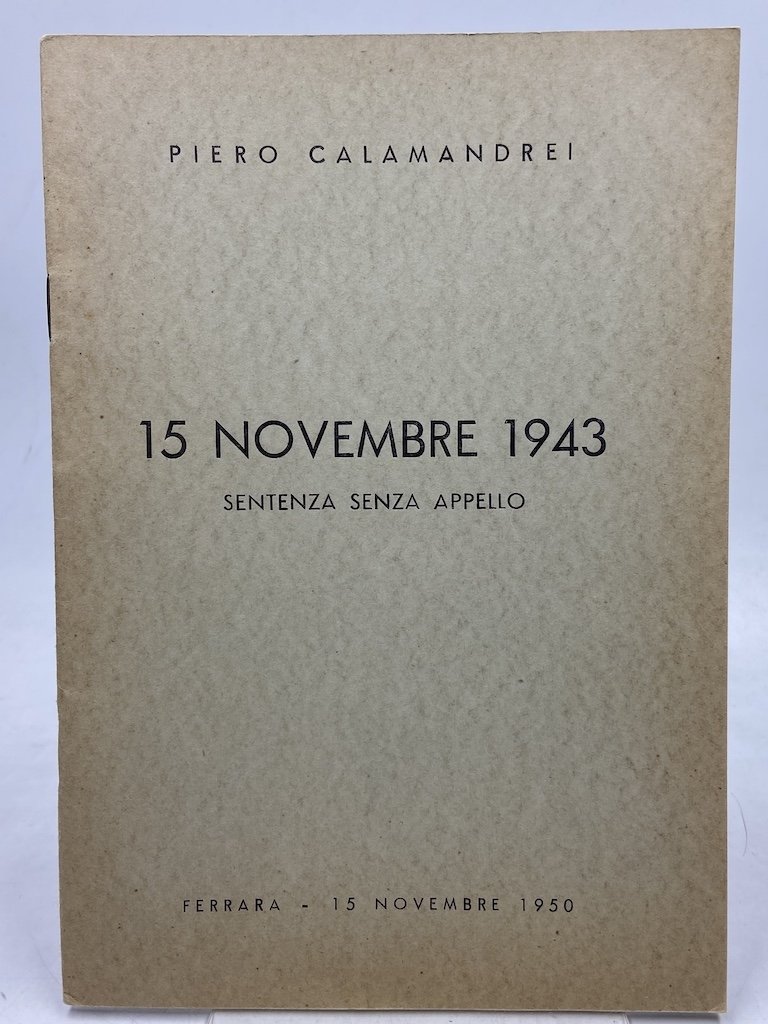 PIERO CALAMANDREI
15 NOVEMBRE 1943
SENTENZA SENZA APPELLO
FERRARA - 15 NOVEMBRE 1950